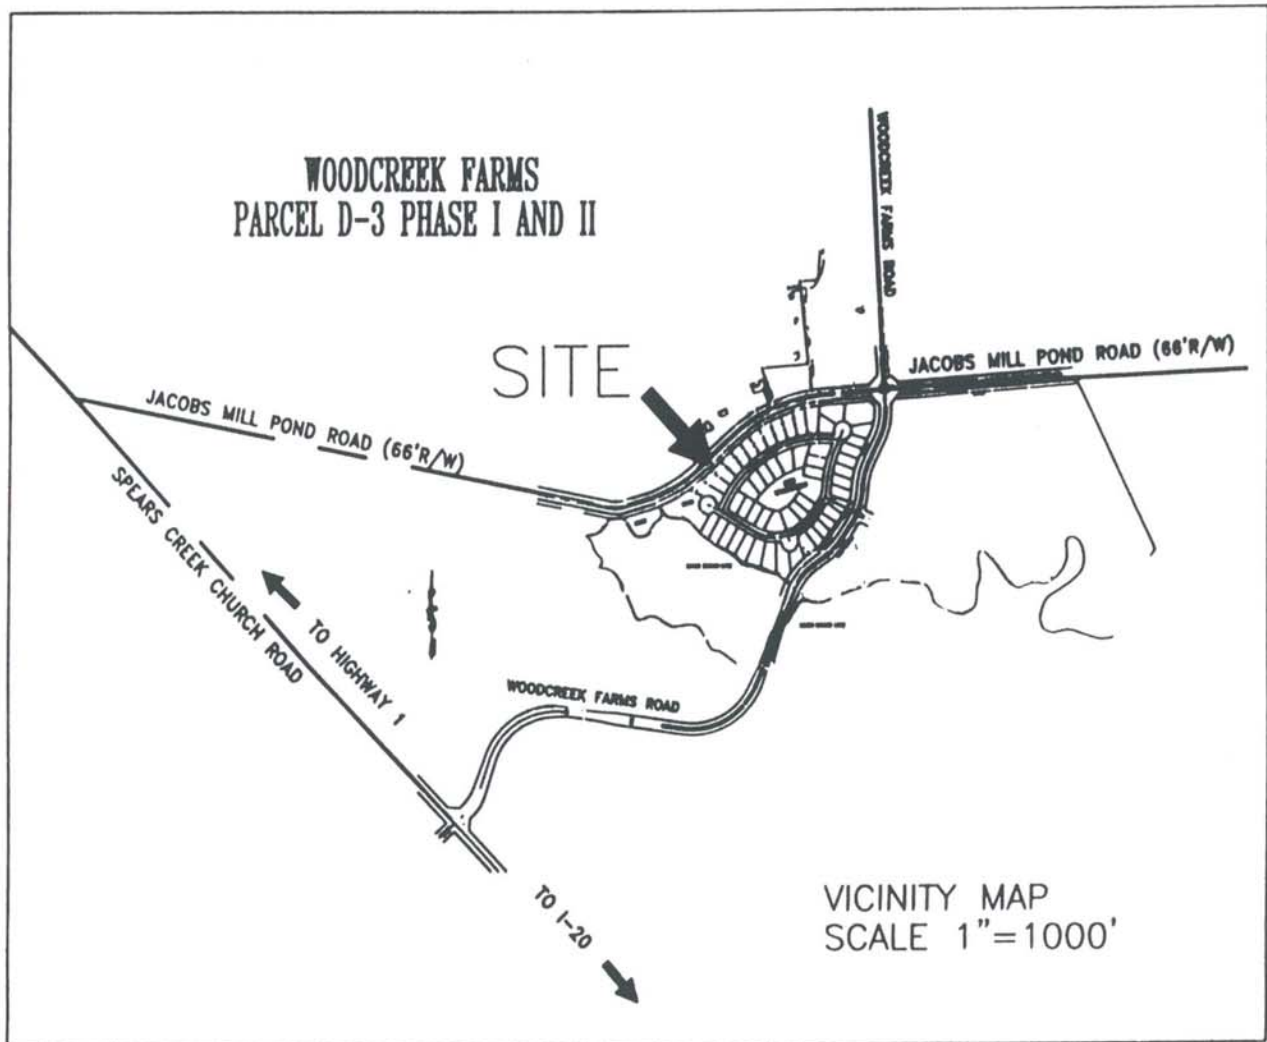 WOODCREEK FARMS
PARCEL D-3 PHASE I AND II
WOODCREEK FARMS ROAD
SITE
JACOBS MILL POND ROAD (66'R/W)
JACOBS MILL POND ROAD (66'R/W)
SPEARS CREEK CHURCH ROAD
TO HIGHWAY 1
WOODCREEK FARMS ROAD
TO I-20
VICINITY MAP
SCALE 1"=1000'